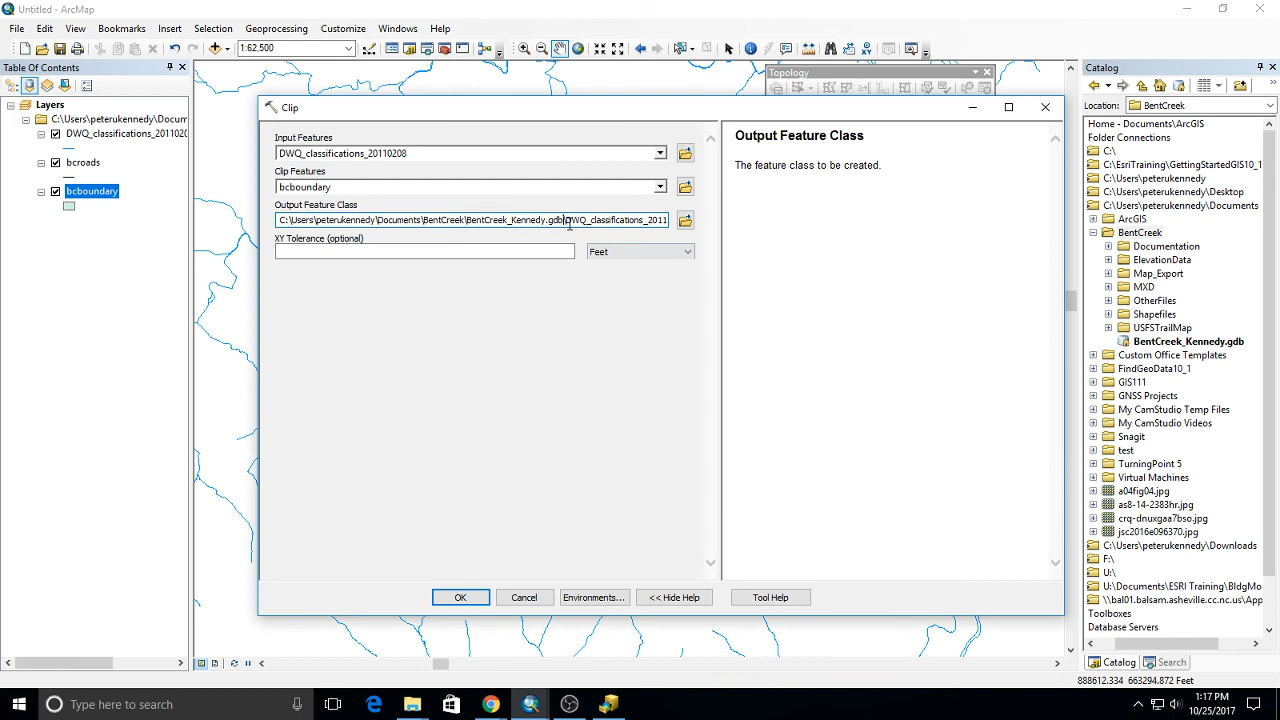 Untitled - ArcMap
File Edit View Bookmarks Insert Selection Geoprocessing Customize Windows Help
1:62,500
Table Of Contents
Layers
C:\Users\peterukennedy\Docum
DWQ_classifications_2011020
bcroads
bcboundary
Topology
Clip
Input Features
DWQ_classifications_20110208
Clip Features
bcboundary
Output Feature Class
C:\Users\peterukennedy\Documents\BentCreek\BentCreek_Kennedy.gdb\DWQ_classifications_2011
XY Tolerance (optional)
Feet
Output Feature Class
The feature class to be created.
OK
Cancel
Environments...
<< Hide Help
Tool Help
Catalog
Location: BentCreek
Home - Documents\ArcGIS
Folder Connections
C:\
C:\EsriTraining\GettingStartedGIS10_1
C:\Users\peterukennedy
C:\Users\peterukennedy\Desktop
C:\Users\peterukennedy\Documents
ArcGIS
BentCreek
Documentation
ElevationData
Map_Export
MXD
OtherFiles
Shapefiles
USFSTrailMap
BentCreek_Kennedy.gdb
Custom Office Templates
FindGeoData10_1
GIS111
GNSS Projects
My CamStudio Temp Files
My CamStudio Videos
Snagit
test
TurningPoint 5
Virtual Machines
a04fig04.jpg
as8-14-2383hr.jpg
crq-dnuxgaa7bso.jpg
jsc2016e096370.jpg
C:\Users\peterukennedy\Downloads
F:\
U:\
U:\Documents\ESRI Training\BldgMo
\\bal01.balsam.asheville.cc.nc.us\App
Toolboxes
Database Servers
Catalog Search
888612.334 663294.872 Feet
Type here to search
1:17 PM
10/25/2017